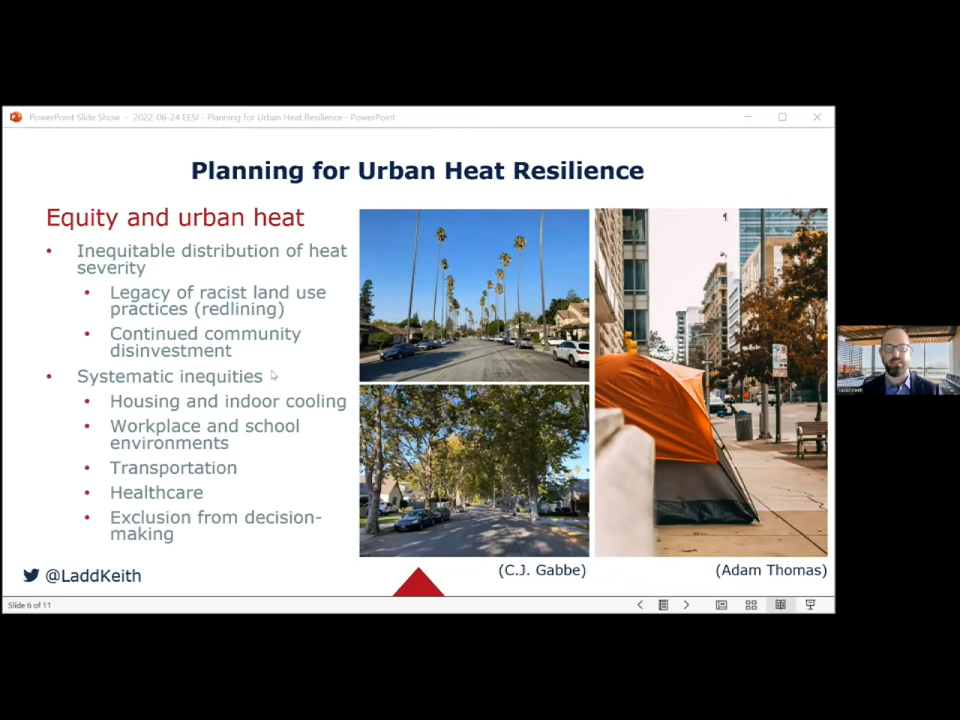 PowerPoint Slide Show - 2022-06-24 EESI - Planning for Urban Heat Resilience - PowerPoint
Planning for Urban Heat Resilience
Equity and urban heat
• Inequitable distribution of heat
severity
• Legacy of racist land use
practices (redlining)
• Continued community
disinvestment
• Systematic inequities
• Housing and indoor cooling
• Workplace and school
environments
• Transportation
• Healthcare
• Exclusion from decision-
making
@LaddKeith
(C.J. Gabbe)
(Adam Thomas)
Slide 6 of 11
Ladd Keith